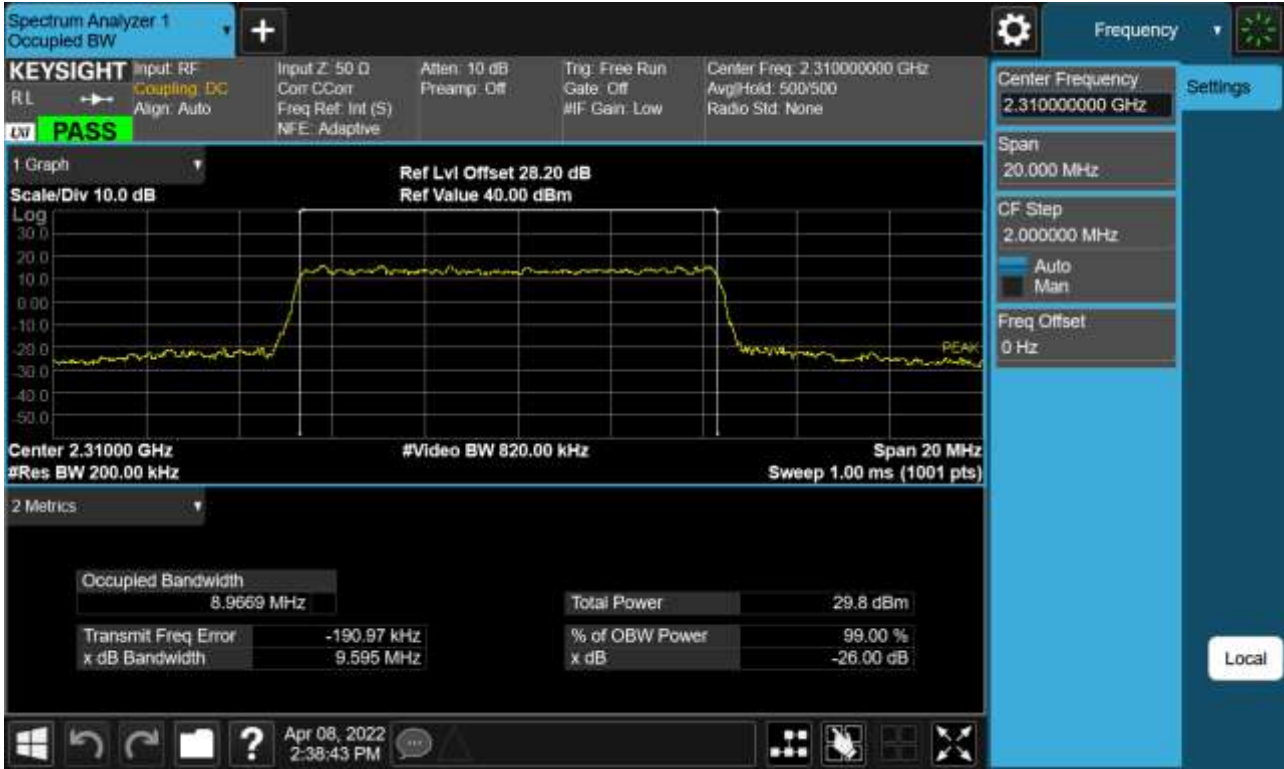 Spectrum Analyzer 1
Occupied BW
+
Frequency
KEYSIGHT
RL
LXI
PASS
Input: RF
Coupling: DC
Align: Auto
Input Z: 50 Ω
Corr CCorr
Freq Ref: Int (S)
NFE: Adaptive
Atten: 10 dB
Preamp: Off
Trig: Free Run
Gate: Off
#IF Gain: Low
Center Freq: 2.310000000 GHz
Avg|Hold: 500/500
Radio Std: None
Center Frequency
2.310000000 GHz
Settings
Span
20.000 MHz
CF Step
2.000000 MHz
Auto
Man
Freq Offset
0 Hz
1 Graph
Scale/Div 10.0 dB
Ref Lvl Offset 28.20 dB
Ref Value 40.00 dBm
Log
30.0
20.0
10.0
0.00
-10.0
-20.0
-30.0
-40.0
-50.0
PEAK
Center 2.31000 GHz
#Res BW 200.00 kHz
#Video BW 820.00 kHz
Span 20 MHz
Sweep 1.00 ms (1001 pts)
2 Metrics
Occupied Bandwidth
8.9669 MHz
Transmit Freq Error -190.97 kHz
x dB Bandwidth 9.595 MHz
Total Power 29.8 dBm
% of OBW Power 99.00 %
x dB -26.00 dB
Local
?
Apr 08, 2022
2:38:43 PM